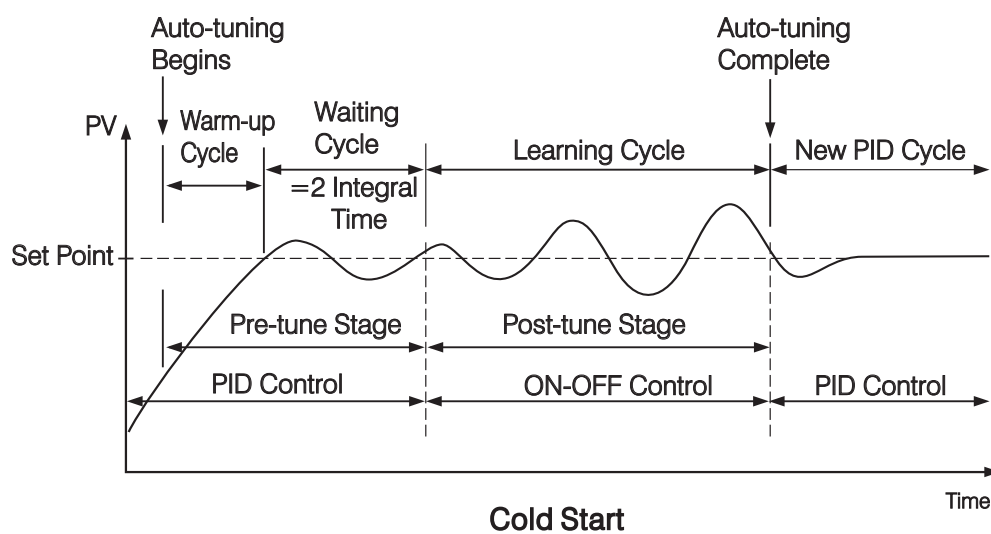 Auto-tuning
Begins
Auto-tuning
Complete
PV
Warm-up
Cycle
Waiting
Cycle
=2 Integral
Time
Learning Cycle
New PID Cycle
Set Point
Pre-tune Stage
Post-tune Stage
PID Control
ON-OFF Control
PID Control
Time
Cold Start